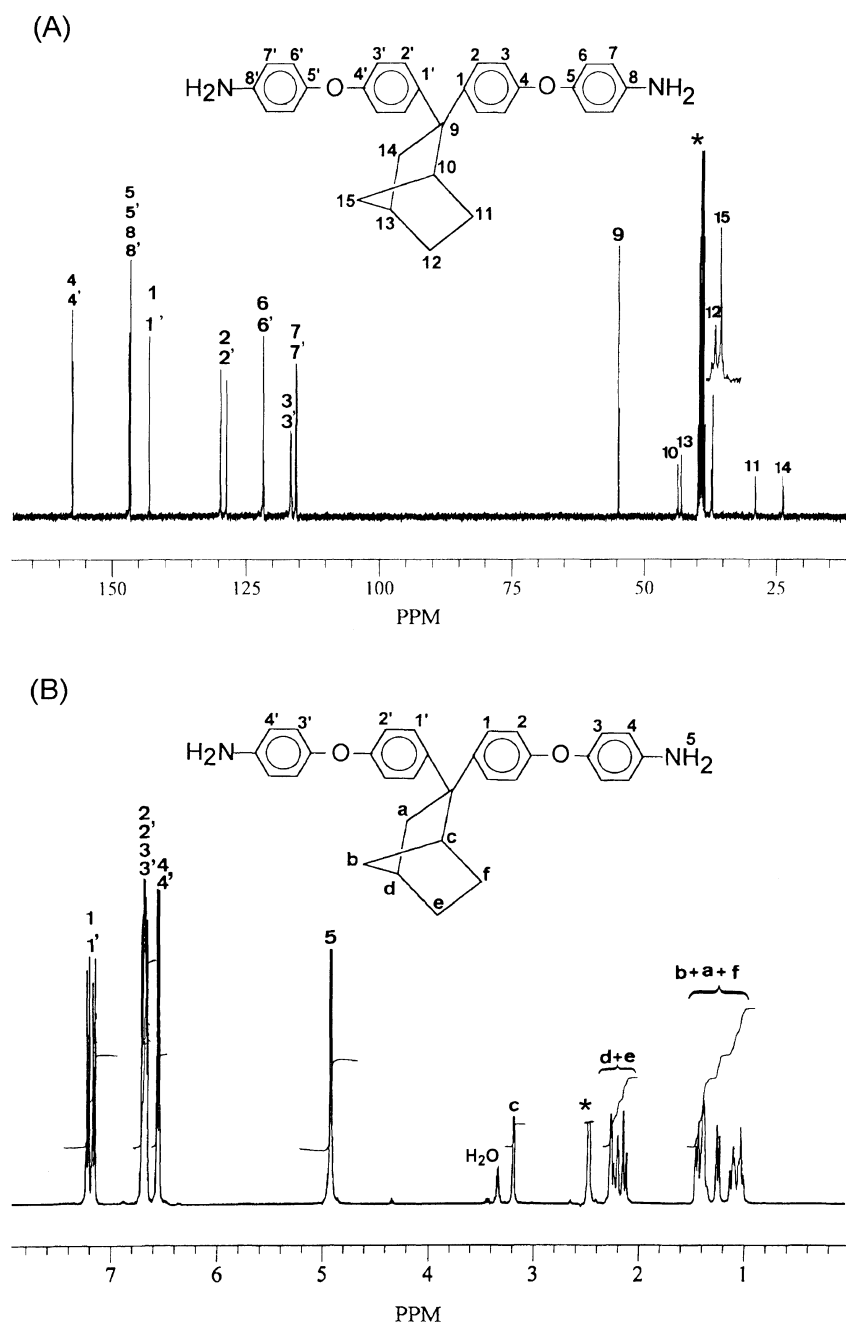 (A)
7' 6' 3' 2' 2 3 6 7
H2N 8' 5' O 4' 1' 1 4 O 5 8 NH2
9
14
10
15
13 11
12
*
5
5'
8
8'
4
4'
1
1'
2
2'
6
6'
3
3'
7
7'
9
10 13
12
15
11 14
150 125 100 75 50 25
PPM
(B)
4' 3' 2' 1' 1 2 3 4 5
H2N O O NH2
a
c
b
d
f
e
1
1'
2
2'
3
3'
4
4'
5
H2O
c
*
d+e
b+a+f
7 6 5 4 3 2 1
PPM